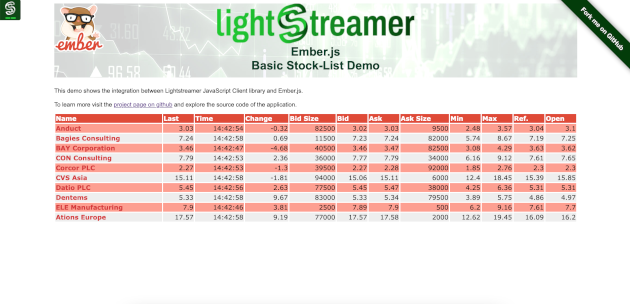 Fork me on GitHub
lightstreamer
ember
Ember.js
Basic Stock-List Demo
This demo shows the integration between Lightstreamer JavaScript Client library and Ember.js.
To learn more visit the project page on github and explore the source code of the application.
Name Last Time Change Bid Size Bid Ask Ask Size Min Max Ref. Open
Anduct 3.03 14:42:54 -0.32 82500 3.02 3.03 9500 2.48 3.57 3.04 3.1
Bagies Consulting 7.24 14:42:58 0.69 11500 7.23 7.24 82000 5.74 8.67 7.19 7.25
BAY Corporation 3.46 14:42:47 -4.68 40500 3.46 3.47 82500 3.08 4.29 3.63 3.62
CON Consulting 7.79 14:42:53 2.36 36000 7.77 7.79 34000 6.16 9.12 7.61 7.65
Corcor PLC 2.27 14:42:53 -1.3 39500 2.27 2.28 92000 1.85 2.76 2.3 2.3
CVS Asia 15.11 14:42:58 -1.81 94000 15.06 15.11 6000 12.4 18.45 15.39 15.85
Datio PLC 5.45 14:42:56 2.63 77500 5.45 5.47 38000 4.25 6.36 5.31 5.31
Dentems 5.33 14:42:58 9.67 83000 5.33 5.34 79500 3.89 5.75 4.86 4.97
ELE Manufacturing 7.9 14:42:46 3.81 2500 7.89 7.9 500 6.2 9.16 7.61 7.7
Ations Europe 17.57 14:42:58 9.19 77000 17.57 17.58 2000 12.62 19.45 16.09 16.2